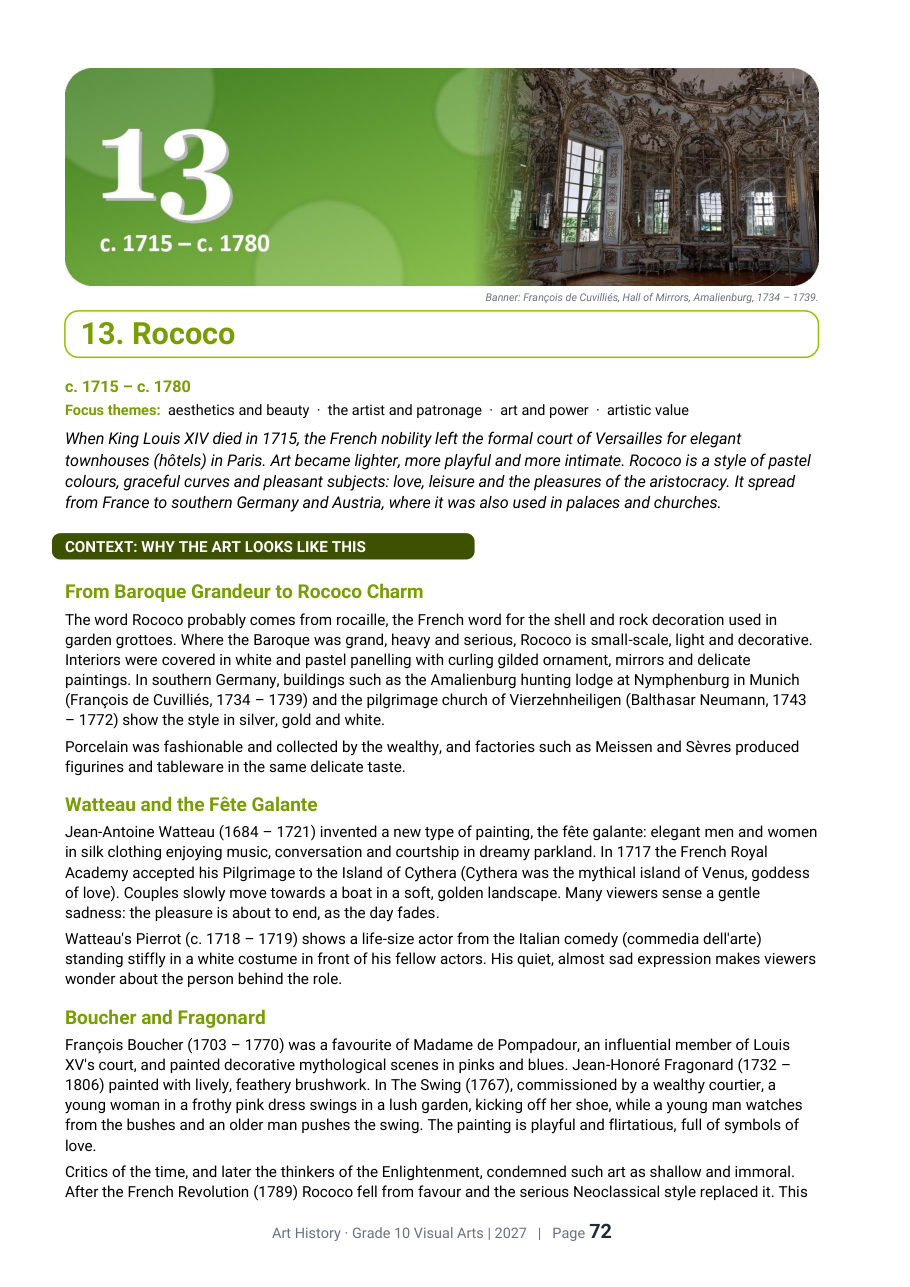 13
c. 1715 – c. 1780
Banner: François de Cuvilliés, Hall of Mirrors, Amalienburg, 1734 – 1739.
13. Rococo
c. 1715 – c. 1780
Focus themes: aesthetics and beauty · the artist and patronage · art and power · artistic value
When King Louis XIV died in 1715, the French nobility left the formal court of Versailles for elegant
townhouses (hôtels) in Paris. Art became lighter, more playful and more intimate. Rococo is a style of pastel
colours, graceful curves and pleasant subjects: love, leisure and the pleasures of the aristocracy. It spread
from France to southern Germany and Austria, where it was also used in palaces and churches.
CONTEXT: WHY THE ART LOOKS LIKE THIS
From Baroque Grandeur to Rococo Charm
The word Rococo probably comes from rocaille, the French word for the shell and rock decoration used in
garden grottoes. Where the Baroque was grand, heavy and serious, Rococo is small-scale, light and decorative.
Interiors were covered in white and pastel panelling with curling gilded ornament, mirrors and delicate
paintings. In southern Germany, buildings such as the Amalienburg hunting lodge at Nymphenburg in Munich
(François de Cuvilliés, 1734 – 1739) and the pilgrimage church of Vierzehnheiligen (Balthasar Neumann, 1743
– 1772) show the style in silver, gold and white.
Porcelain was fashionable and collected by the wealthy, and factories such as Meissen and Sèvres produced
figurines and tableware in the same delicate taste.
Watteau and the Fête Galante
Jean-Antoine Watteau (1684 – 1721) invented a new type of painting, the fête galante: elegant men and women
in silk clothing enjoying music, conversation and courtship in dreamy parkland. In 1717 the French Royal
Academy accepted his Pilgrimage to the Island of Cythera (Cythera was the mythical island of Venus, goddess
of love). Couples slowly move towards a boat in a soft, golden landscape. Many viewers sense a gentle
sadness: the pleasure is about to end, as the day fades.
Watteau's Pierrot (c. 1718 – 1719) shows a life-size actor from the Italian comedy (commedia dell'arte)
standing stiffly in a white costume in front of his fellow actors. His quiet, almost sad expression makes viewers
wonder about the person behind the role.
Boucher and Fragonard
François Boucher (1703 – 1770) was a favourite of Madame de Pompadour, an influential member of Louis
XV's court, and painted decorative mythological scenes in pinks and blues. Jean-Honoré Fragonard (1732 –
1806) painted with lively, feathery brushwork. In The Swing (1767), commissioned by a wealthy courtier, a
young woman in a frothy pink dress swings in a lush garden, kicking off her shoe, while a young man watches
from the bushes and an older man pushes the swing. The painting is playful and flirtatious, full of symbols of
love.
Critics of the time, and later the thinkers of the Enlightenment, condemned such art as shallow and immoral.
After the French Revolution (1789) Rococo fell from favour and the serious Neoclassical style replaced it. This
Art History · Grade 10 Visual Arts | 2027 | Page 72